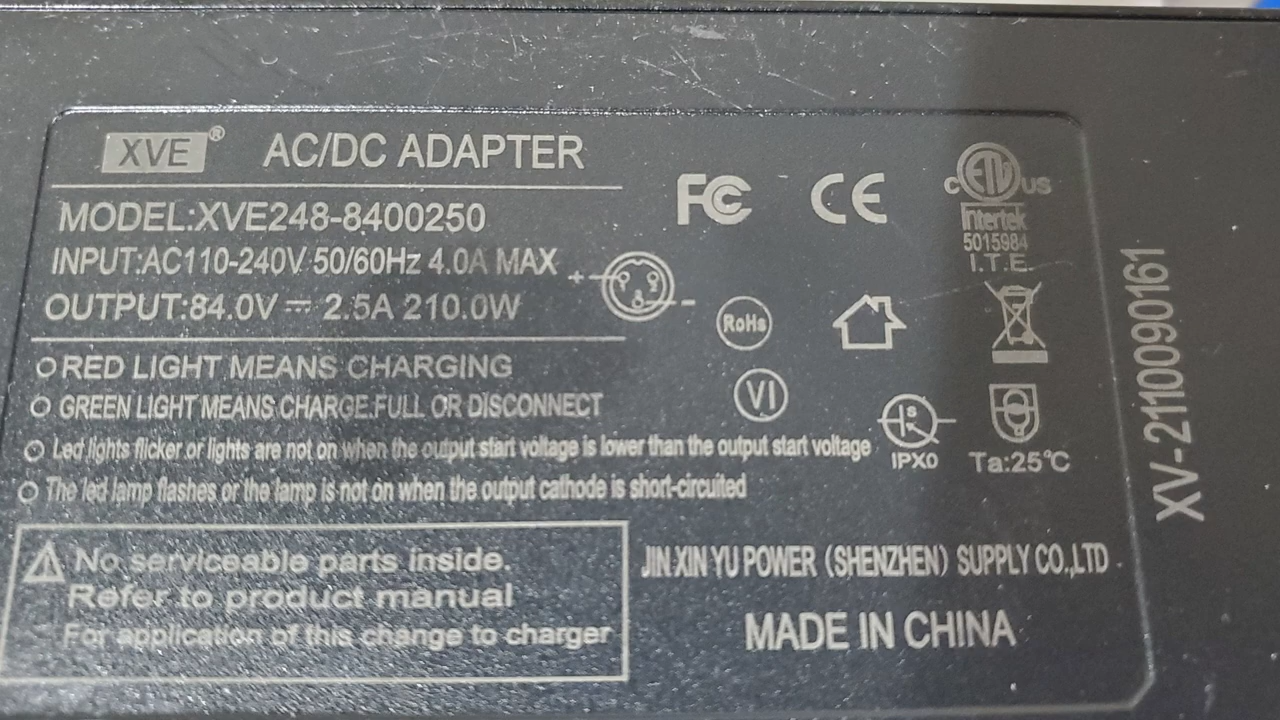 XVE® AC/DC ADAPTER
MODEL:XVE248-8400250
INPUT:AC110-240V 50/60Hz 4.0A MAX
+ -
OUTPUT:84.0V ⎓ 2.5A 210.0W
RED LIGHT MEANS CHARGING
GREEN LIGHT MEANS CHARGE.FULL OR DISCONNECT
Led lights flicker or lights are not on when the output start voltage is lower than the output start voltage
The led lamp flashes or the lamp is not on when the output cathode is short-circuited
No serviceable parts inside.
Refer to product manual
For application of this change to charger
FC CE
C ETL US
Intertek
5015984
I.T.E.
RoHs
VI
S
IPX0
Ta:25℃
JIN XIN YU POWER (SHENZHEN) SUPPLY CO.,LTD
MADE IN CHINA
XV-2110090161